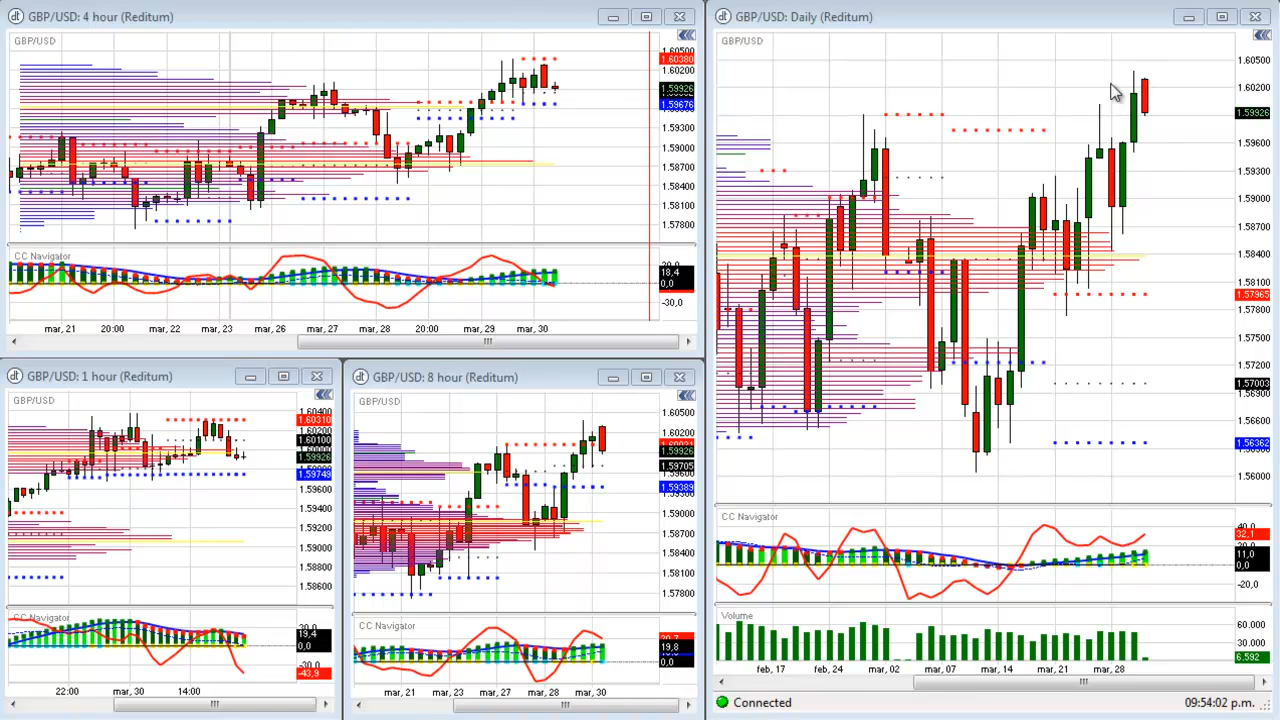 GBP/USD: 4 hour (Reditum)
GBP/USD
1.60500
1.60380
1.60200
1.59926
1.59676
1.59300
1.59000
1.58700
1.58400
1.58100
1.57800
CC Navigator
18,4
0,0
-30,0
mar, 21
20:00
mar, 22
mar, 23
mar, 26
mar, 27
mar, 28
20:00
mar, 29
mar, 30
GBP/USD: Daily (Reditum)
GBP/USD
1.60500
1.60200
1.59926
1.59600
1.59300
1.59000
1.58700
1.58400
1.57965
1.57800
1.57500
1.57200
1.57003
1.56600
1.56362
1.56000
CC Navigator
40,0
32,1
11,0
0,0
-20,0
Volume
60.000
30.000
6.592
feb, 17
feb, 24
mar, 02
mar, 07
mar, 14
mar, 21
mar, 28
Connected
09:54:02 p.m.
GBP/USD: 1 hour (Reditum)
GBP/USD
1.60400
1.60310
1.60100
1.59926
1.59748
1.59600
1.59400
1.59200
1.59000
1.58800
1.58600
CC Navigator
30,0
19,4
0,0
-43,9
22:00
mar, 30
14:00
GBP/USD: 8 hour (Reditum)
GBP/USD
1.60500
1.60200
1.59926
1.59705
1.59389
1.59000
1.58700
1.58400
1.58100
1.57800
CC Navigator
19,8
0,0
mar, 21
mar, 23
mar, 27
mar, 28
mar, 30